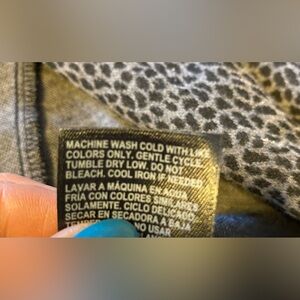 MACHINE WASH COLD WITH LIKE
COLORS ONLY. GENTLE CYCLE
TUMBLE DRY LOW. DO NOT
BLEACH. COOL IRON IF NEEDED
LAVAR A MÁQUINA EN AGUA
FRÍA CON COLORES SIMILARES
SOLAMENTE. CICLO DELICADO
SECAR EN SECADORA A BAJA
NO USAR